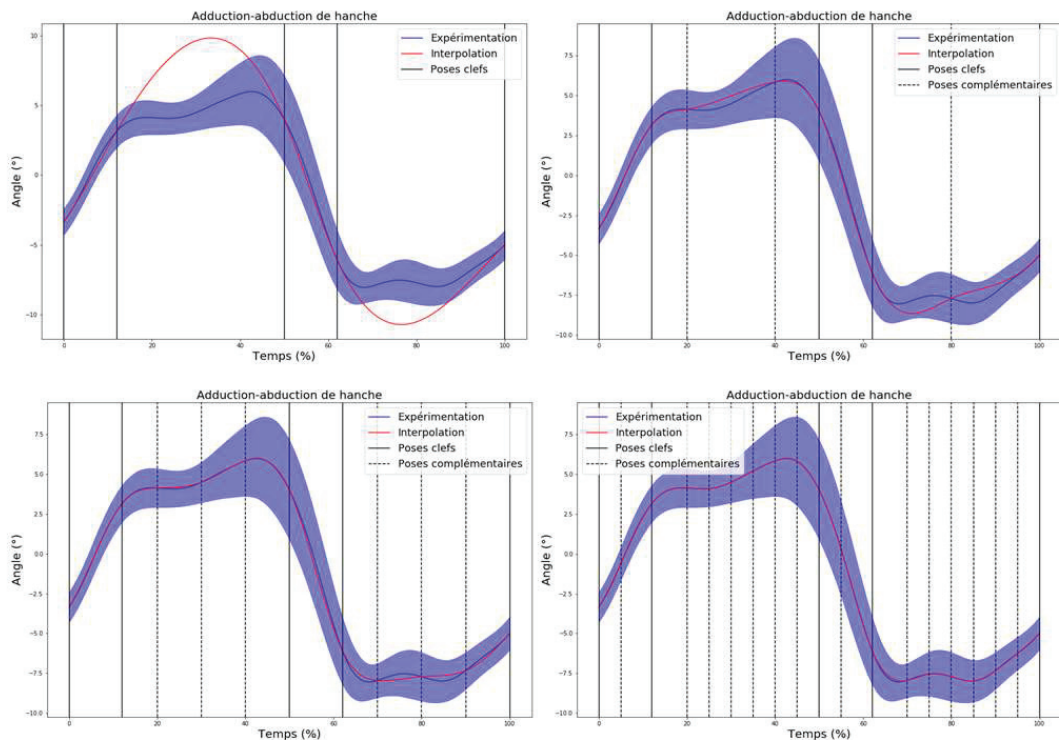 Adduction-abduction de hanche
Expérimentation
Interpolation
Poses clefs
Angle (°)
10
5
0
−5
−10
0 20 40 60 80 100
Temps (%)
Adduction-abduction de hanche
Expérimentation
Interpolation
Poses clefs
Poses complémentaires
Angle (°)
7.5
5.0
2.5
0.0
−2.5
−5.0
−7.5
−10.0
0 20 40 60 80 100
Temps (%)
Adduction-abduction de hanche
Expérimentation
Interpolation
Poses clefs
Poses complémentaires
Angle (°)
7.5
5.0
2.5
0.0
−2.5
−5.0
−7.5
−10.0
0 20 40 60 80 100
Temps (%)
Adduction-abduction de hanche
Expérimentation
Interpolation
Poses clefs
Poses complémentaires
Angle (°)
7.5
5.0
2.5
0.0
−2.5
−5.0
−7.5
−10.0
0 20 40 60 80 100
Temps (%)